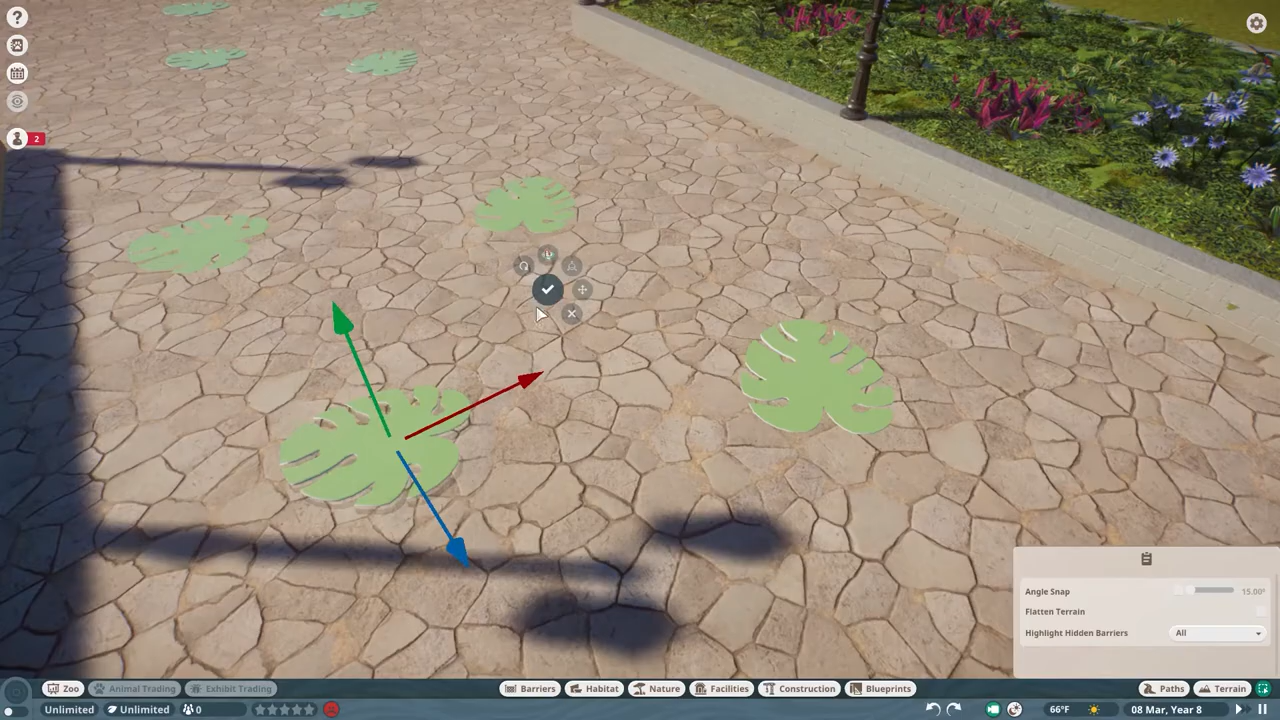 ?
2
Angle Snap 15.00°
Flatten Terrain
Highlight Hidden Barriers All
Zoo Animal Trading Exhibit Trading Barriers Habitat Nature Facilities Construction Blueprints Paths Terrain
Unlimited Unlimited 0 66°F 08 Mar, Year 8